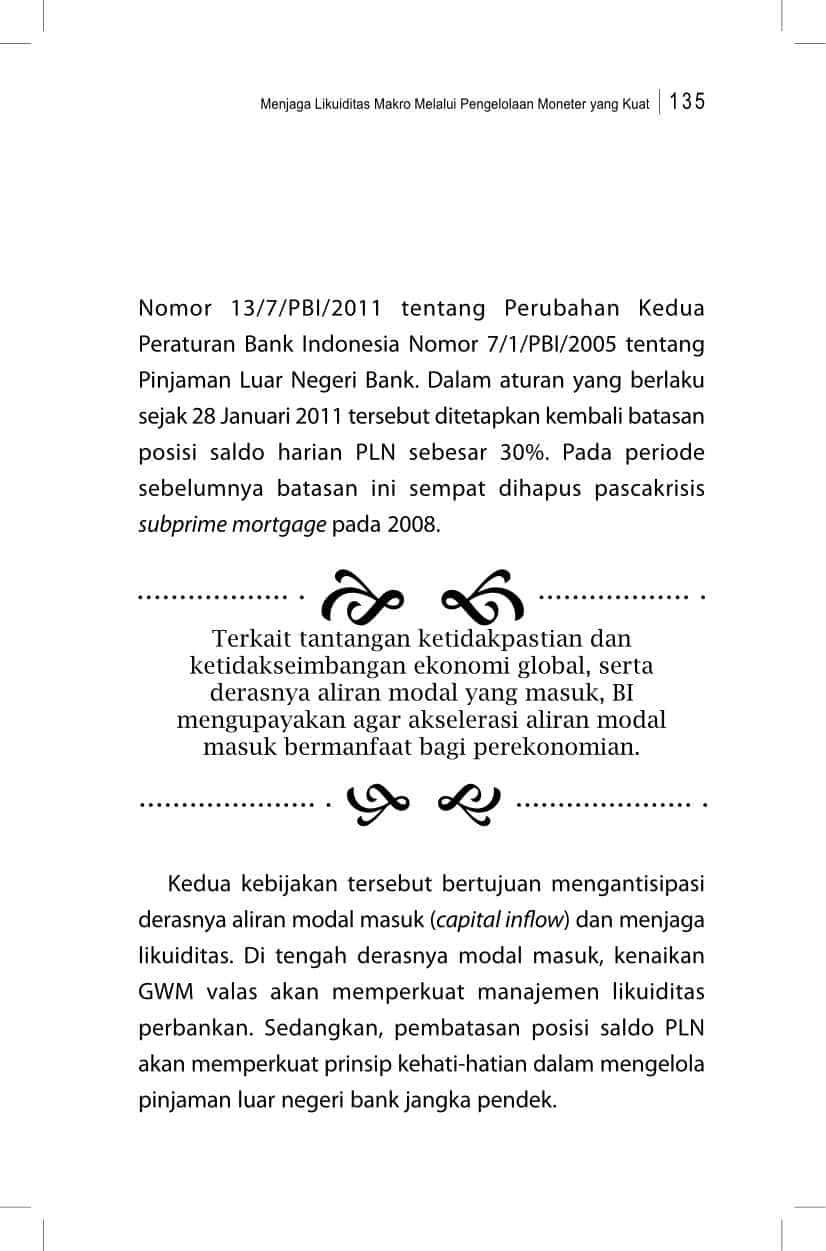 Menjaga Likuiditas Makro Melalui Pengelolaan Moneter yang Kuat | 135
Nomor 13/7/PBI/2011 tentang Perubahan Kedua
Peraturan Bank Indonesia Nomor 7/1/PBI/2005 tentang
Pinjaman Luar Negeri Bank. Dalam aturan yang berlaku
sejak 28 Januari 2011 tersebut ditetapkan kembali batasan
posisi saldo harian PLN sebesar 30%. Pada periode
sebelumnya batasan ini sempat dihapus pascakrisis
subprime mortgage pada 2008.
Terkait tantangan ketidakpastian dan
ketidakseimbangan ekonomi global, serta
derasnya aliran modal yang masuk, BI
mengupayakan agar akselerasi aliran modal
masuk bermanfaat bagi perekonomian.
Kedua kebijakan tersebut bertujuan mengantisipasi
derasnya aliran modal masuk (capital inflow) dan menjaga
likuiditas. Di tengah derasnya modal masuk, kenaikan
GWM valas akan memperkuat manajemen likuiditas
perbankan. Sedangkan, pembatasan posisi saldo PLN
akan memperkuat prinsip kehati-hatian dalam mengelola
pinjaman luar negeri bank jangka pendek.